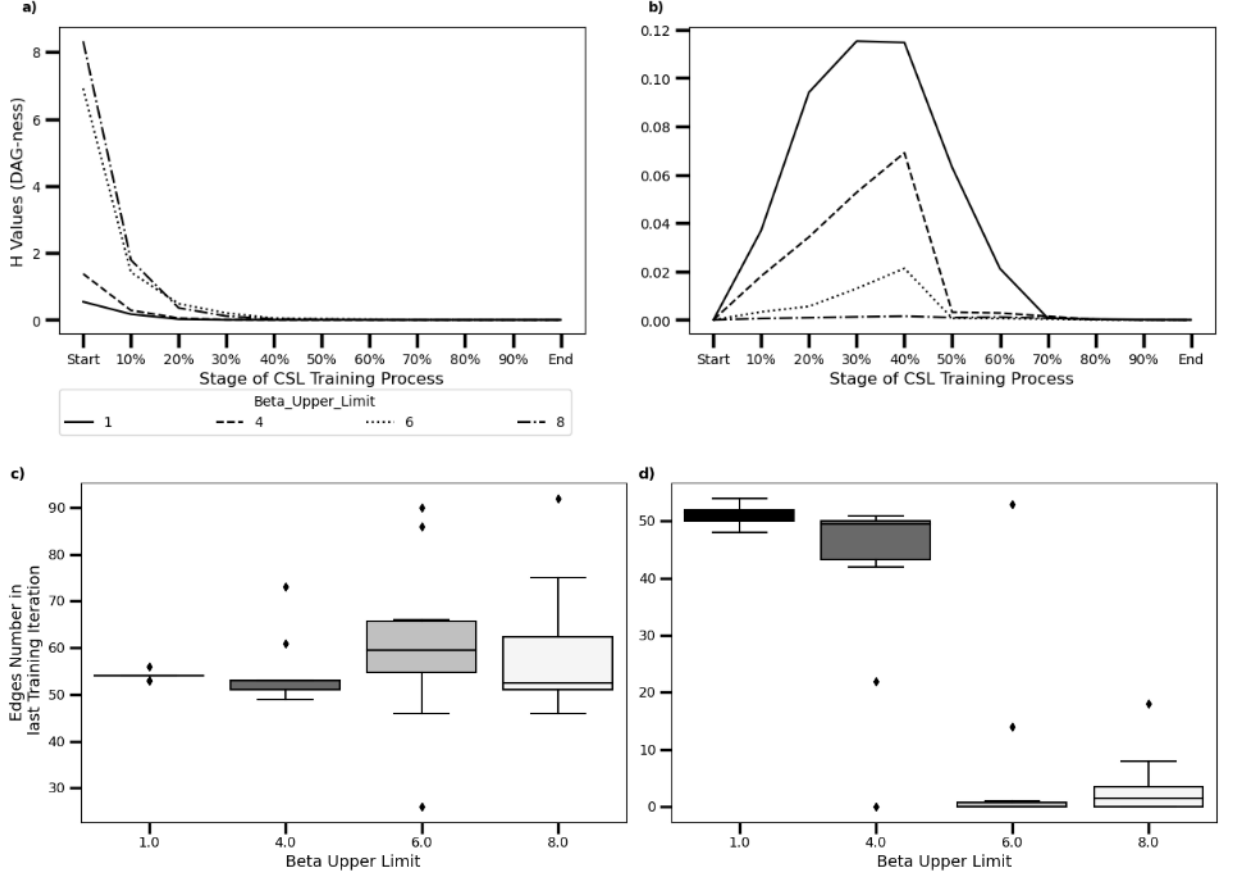 a)
8
6
4
2
0
H Values (DAG-ness)
Start 10% 20% 30% 40% 50% 60% 70% 80% 90% End
Stage of CSL Training Process
b)
0.12
0.10
0.08
0.06
0.04
0.02
0.00
Start 10% 20% 30% 40% 50% 60% 70% 80% 90% End
Stage of CSL Training Process
Beta_Upper_Limit
1 4 6 8
c)
90
80
70
60
50
40
30
Edges Number in
last Training Iteration
1.0 4.0 6.0 8.0
Beta Upper Limit
d)
50
40
30
20
10
0
1.0 4.0 6.0 8.0
Beta Upper Limit